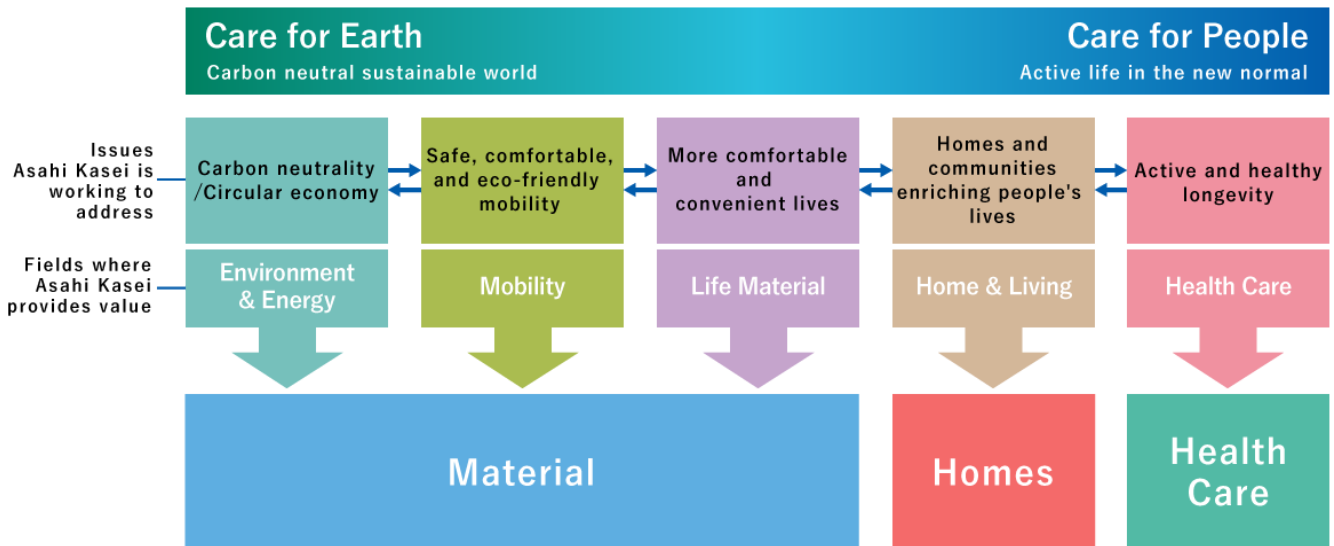 Care for Earth
Carbon neutral sustainable world
Care for People
Active life in the new normal
Issues
Asahi Kasei is
working to
address
Carbon neutrality
/Circular economy
Safe, comfortable,
and eco-friendly
mobility
More comfortable
and
convenient lives
Homes and
communities
enriching people's
lives
Active and healthy
longevity
Fields where
Asahi Kasei
provides value
Environment
& Energy
Mobility
Life Material
Home & Living
Health Care
Material
Homes
Health
Care